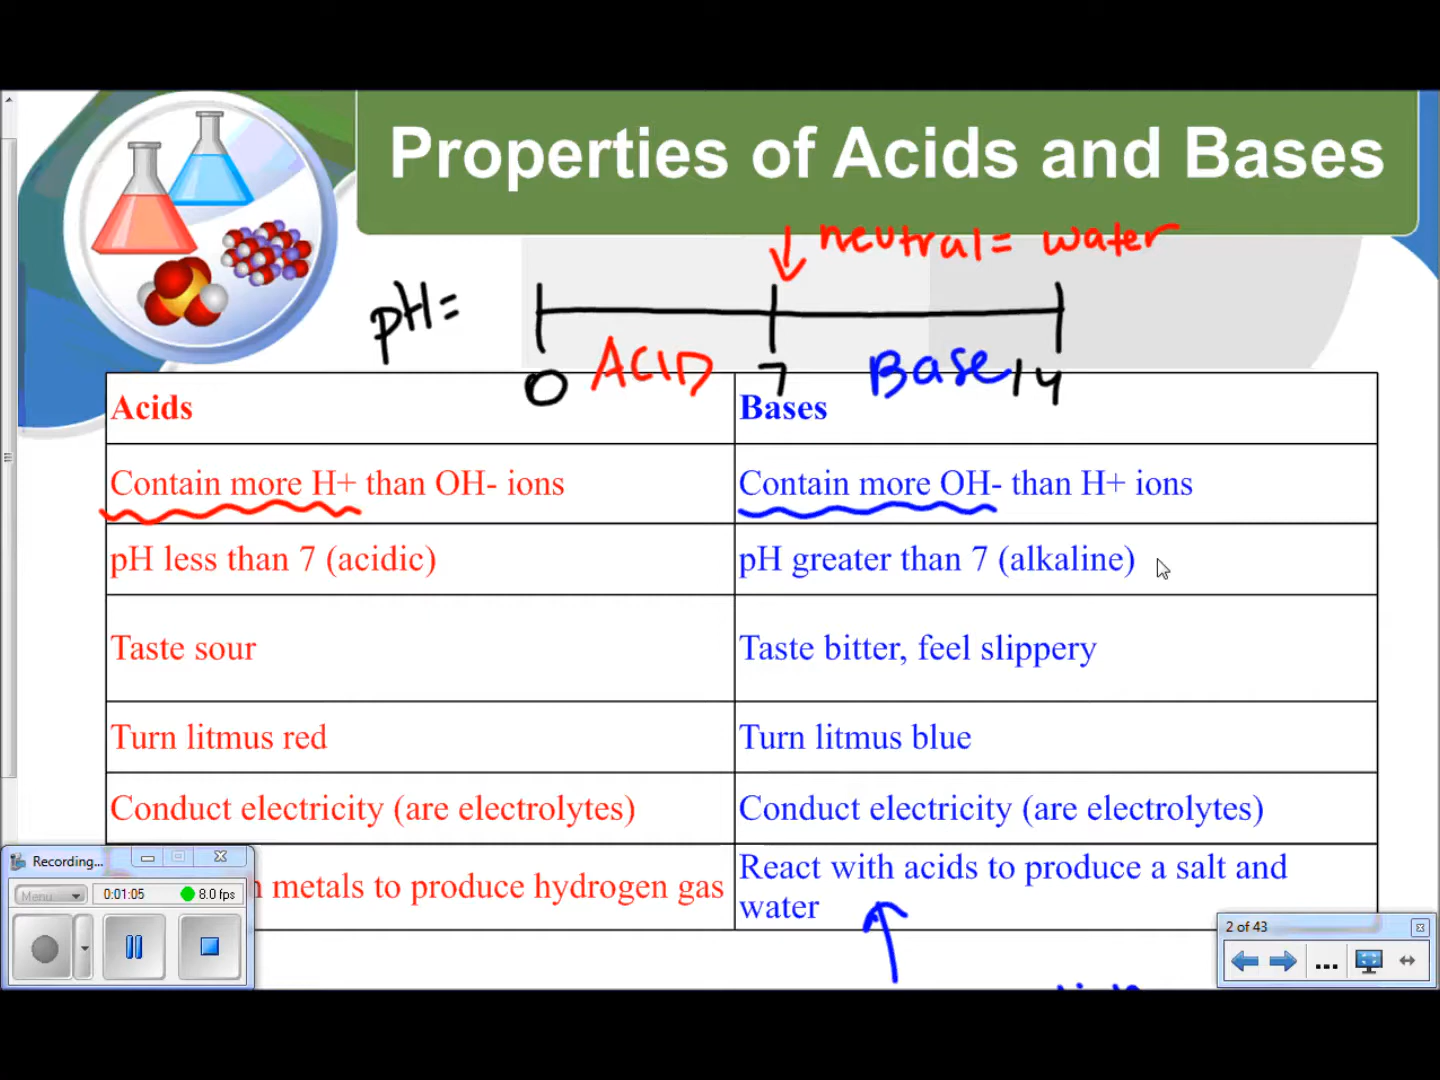 Properties of Acids and Bases
neutral = water
pH=
0 ACID 7 Base 14
Acids
Bases
Contain more H+ than OH- ions
Contain more OH- than H+ ions
pH less than 7 (acidic)
pH greater than 7 (alkaline)
Taste sour
Taste bitter, feel slippery
Turn litmus red
Turn litmus blue
Conduct electricity (are electrolytes)
Conduct electricity (are electrolytes)
metals to produce hydrogen gas
React with acids to produce a salt and
water
Recording...
Menu
0:01:05
8.0 fps
2 of 43
...